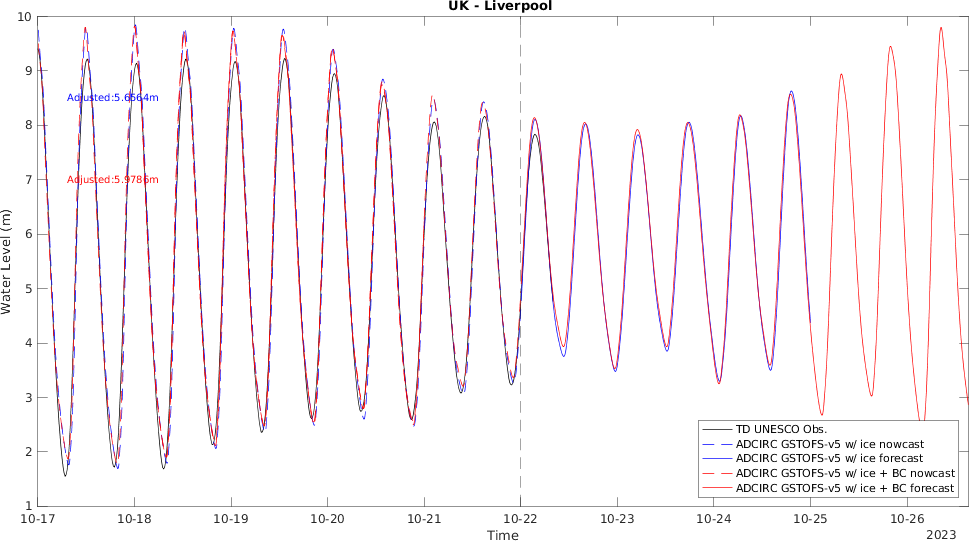 UK - Liverpool
10
9
8
7
6
5
4
3
2
1
Water Level (m)
Adjusted:5.6564m
Adjusted:5.9786m
TD UNESCO Obs.
ADCIRC GSTOFS-v5 w/ ice nowcast
ADCIRC GSTOFS-v5 w/ ice forecast
ADCIRC GSTOFS-v5 w/ ice + BC nowcast
ADCIRC GSTOFS-v5 w/ ice + BC forecast
10-17 10-18 10-19 10-20 10-21 10-22 10-23 10-24 10-25 10-26
Time
2023